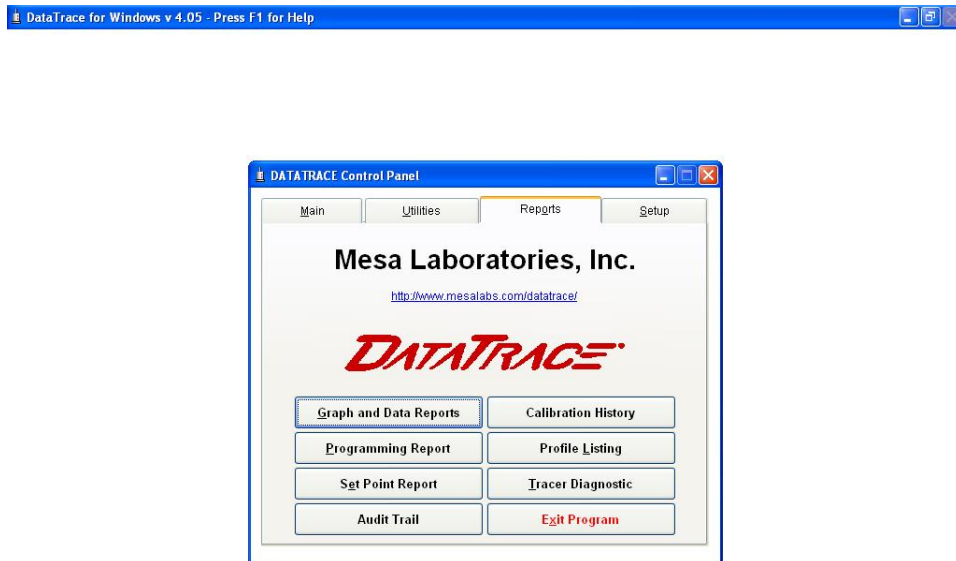 DataTrace for Windows v 4.05 - Press F1 for Help
DATATRACE Control Panel
Main Utilities Reports Setup
Mesa Laboratories, Inc.
http://www.mesalabs.com/datatrace/
DATATRACE
Graph and Data Reports Calibration History
Programming Report Profile Listing
Set Point Report Tracer Diagnostic
Audit Trail Exit Program